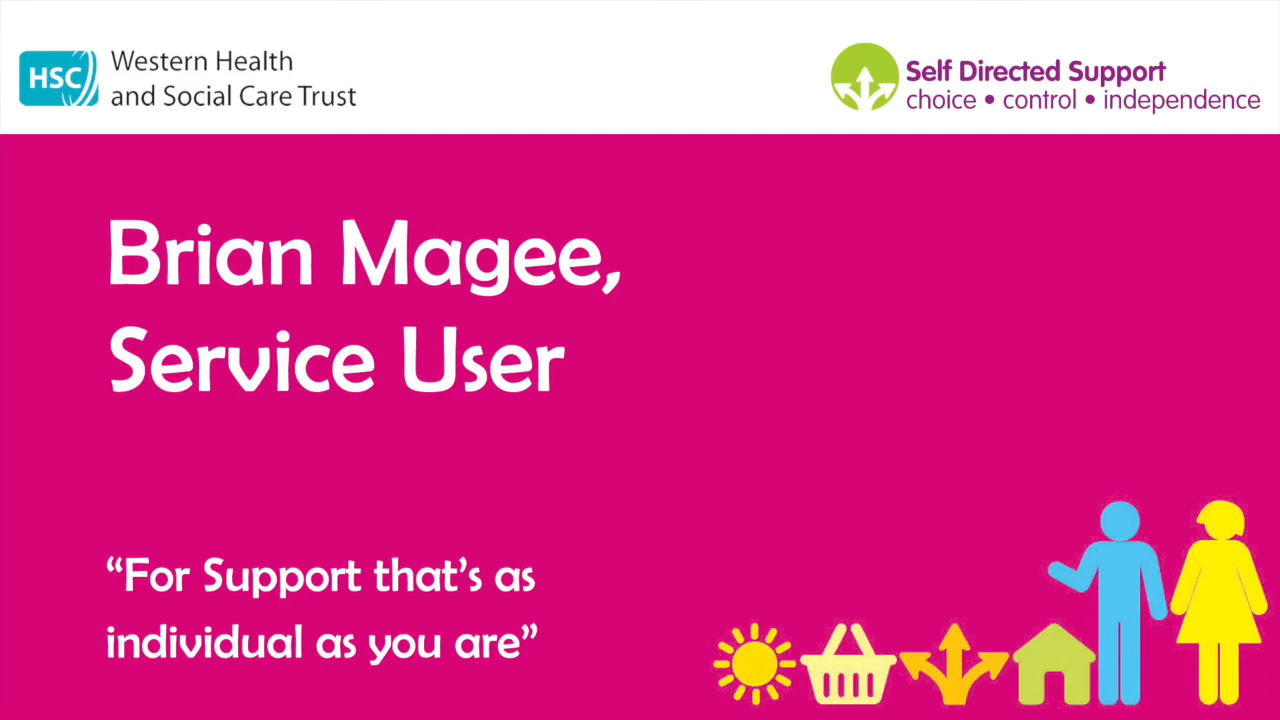 HSC
Western Health
and Social Care Trust
Self Directed Support
choice • control • independence
Brian Magee,
Service User
“For Support that’s as
individual as you are”